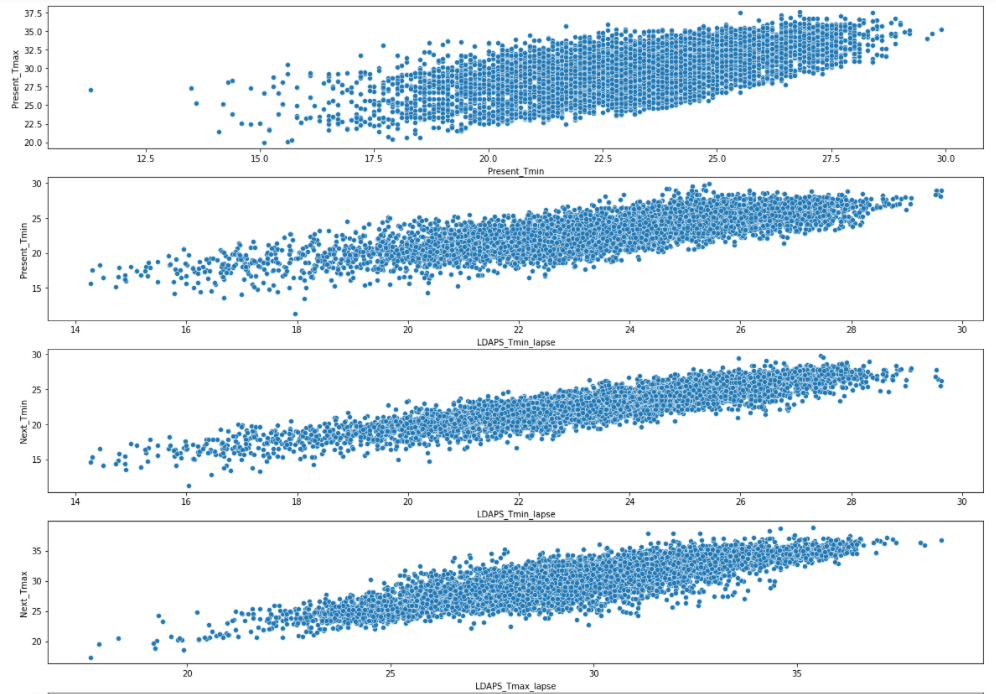 37.5
35.0
32.5
30.0
27.5
25.0
22.5
20.0
Present_Tmax
12.5 15.0 17.5 20.0 22.5 25.0 27.5 30.0
Present_Tmin
30
25
20
15
Present_Tmin
14 16 18 20 22 24 26 28 30
LDAPS_Tmin_lapse
30
25
20
15
Next_Tmin
14 16 18 20 22 24 26 28 30
LDAPS_Tmin_lapse
35
30
25
20
Next_Tmax
20 25 30 35
LDAPS_Tmax_lapse